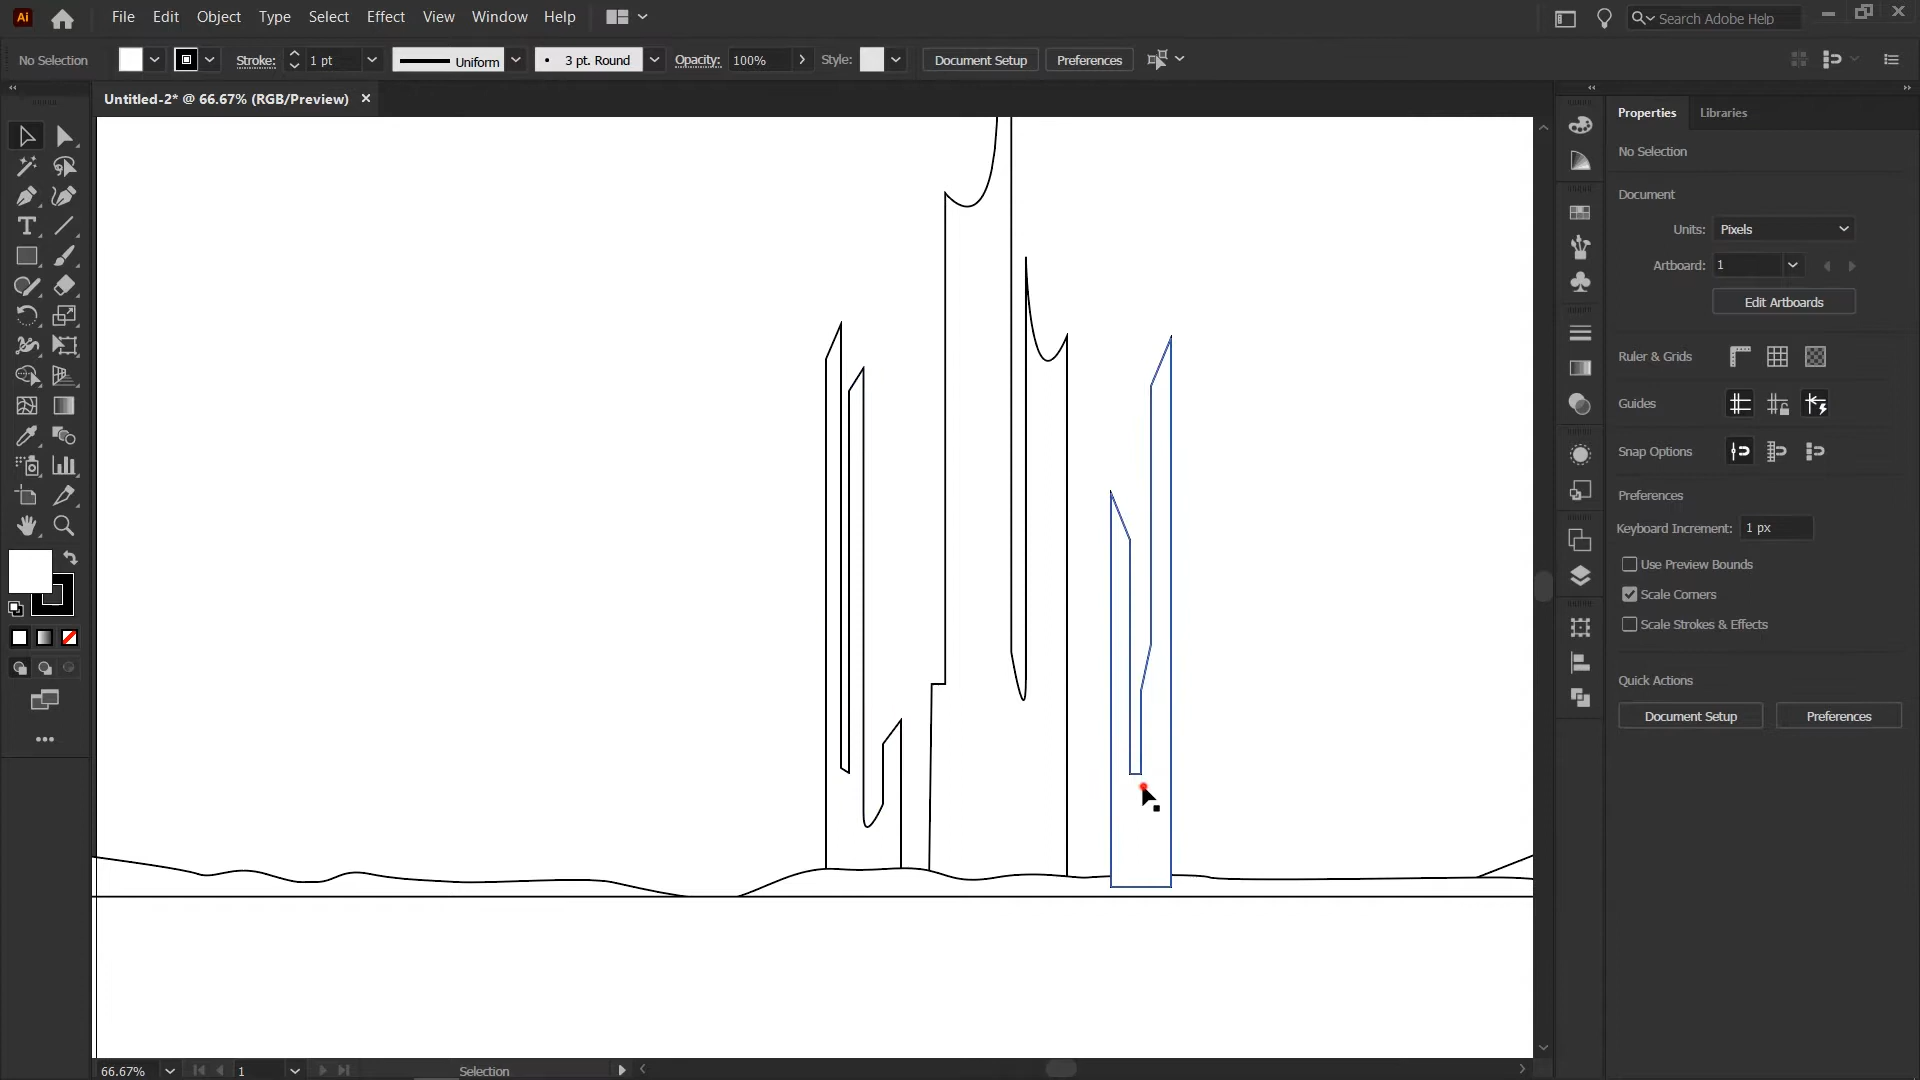 Ai File Edit Object Type Select Effect View Window Help Search Adobe Help
No Selection Stroke: 1 pt Uniform 3 pt. Round Opacity: 100% Style: Document Setup Preferences
Untitled-2* @ 66.67% (RGB/Preview)
Properties Libraries
No Selection
Document
Units: Pixels
Artboard: 1
Edit Artboards
Ruler & Grids
Guides
Snap Options
Preferences
Keyboard Increment: 1 px
Use Preview Bounds
Scale Corners
Scale Strokes & Effects
Quick Actions
Document Setup Preferences
66.67% 1 Selection